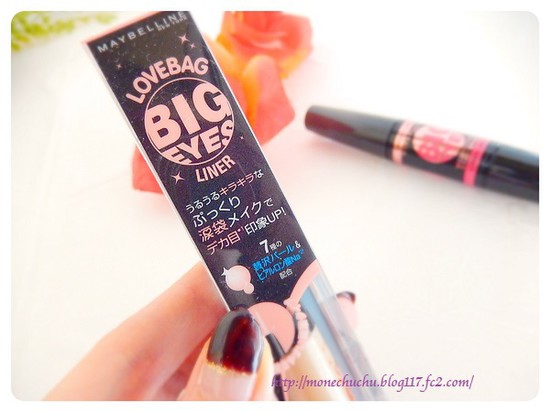 MAYBELLINE
LOVEBAG
BIG
EYES
LINER
うるうるキラキラな
ぷっくり
涙袋メイクで
デカ目*¹印象UP!
7種の
贅沢パール&
ヒアルロン酸Na*²
配合
http://monechuchu.blog117.fc2.com/